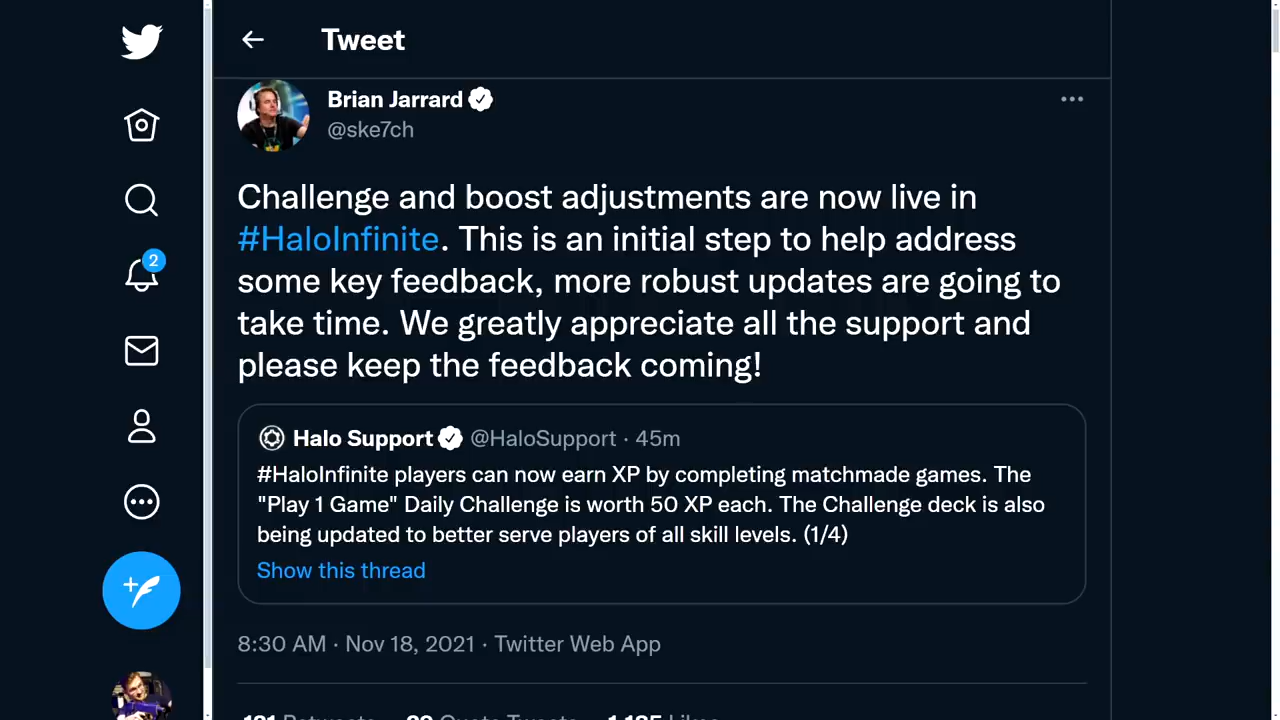 Tweet
Brian Jarrard
@ske7ch
2
Challenge and boost adjustments are now live in
#HaloInfinite. This is an initial step to help address
some key feedback, more robust updates are going to
take time. We greatly appreciate all the support and
please keep the feedback coming!
Halo Support @HaloSupport · 45m
#HaloInfinite players can now earn XP by completing matchmade games. The
"Play 1 Game" Daily Challenge is worth 50 XP each. The Challenge deck is also
being updated to better serve players of all skill levels. (1/4)
Show this thread
8:30 AM · Nov 18, 2021 · Twitter Web App
Retweets Quote Tweets Likes